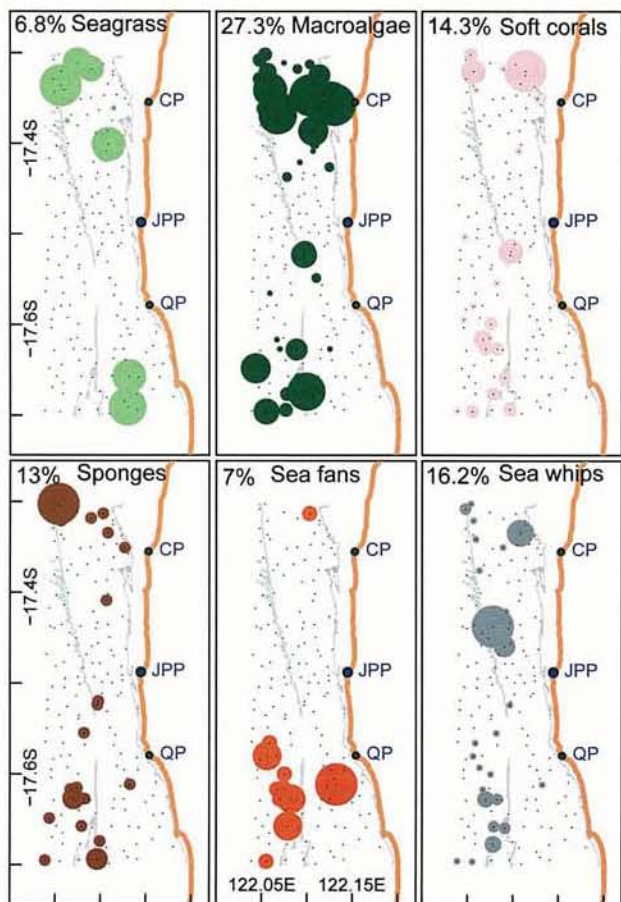 6.8% Seagrass
27.3% Macroalgae
14.3% Soft corals
CP
CP
CP
−17.4S
JPP
JPP
JPP
QP
QP
QP
−17.6S
13% Sponges
7% Sea fans
16.2% Sea whips
CP
CP
CP
−17.4S
JPP
JPP
JPP
QP
QP
QP
−17.6S
122.05E 122.15E